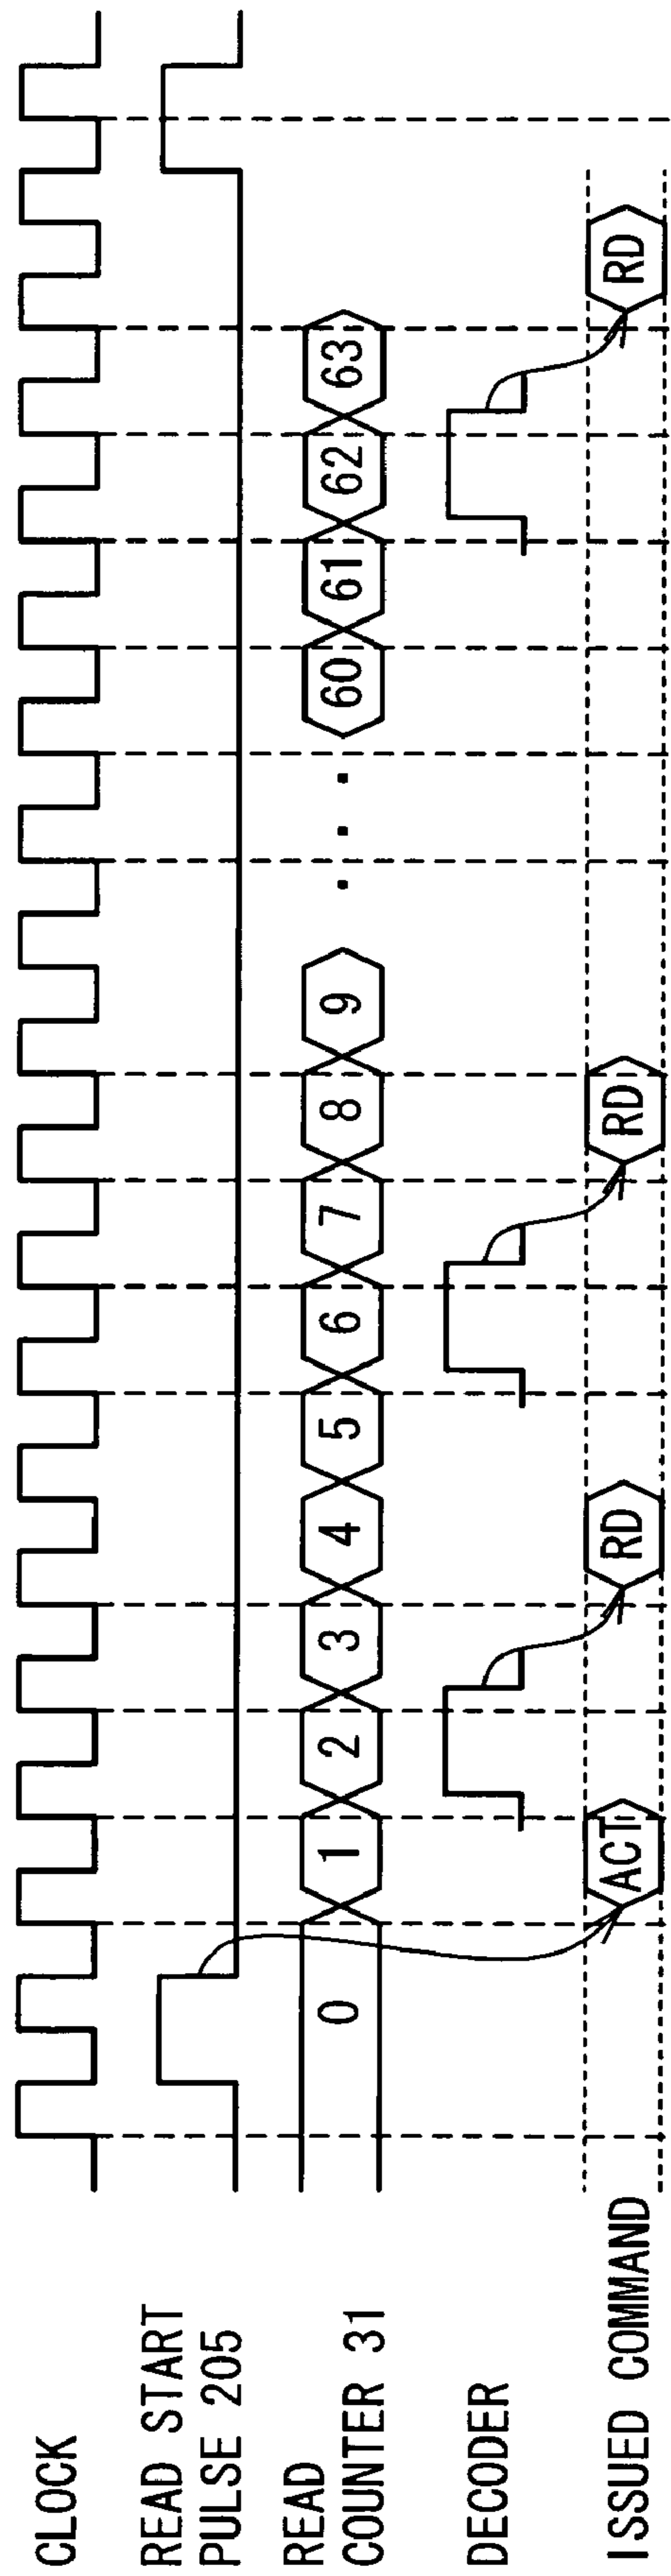 CLOCK
READ START
PULSE 205
READ
COUNTER 31
0 1 2 3 4 5 6 7 8 9 . . . 60 61 62 63
DECODER
ISSUED COMMAND
ACT RD RD RD